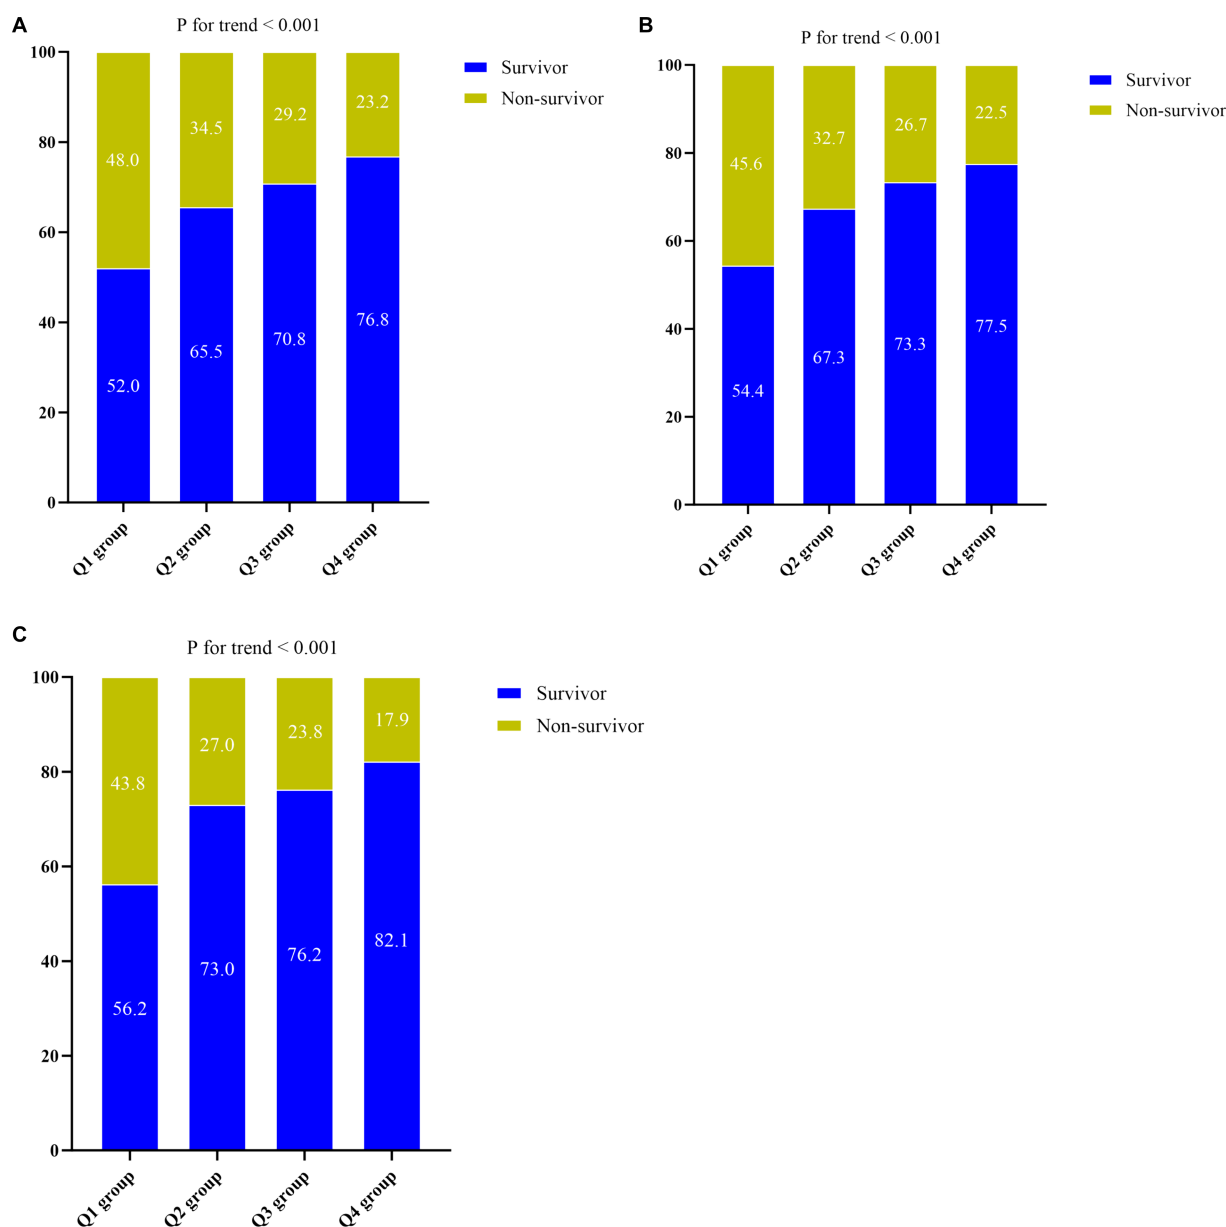 A
P for trend < 0.001
100
80
60
40
20
0
48.0
34.5
29.2
23.2
52.0
65.5
70.8
76.8
Q1 group
Q2 group
Q3 group
Q4 group
Survivor
Non-survivor
B
P for trend < 0.001
100
80
60
40
20
0
45.6
32.7
26.7
22.5
54.4
67.3
73.3
77.5
Q1 group
Q2 group
Q3 group
Q4 group
Survivor
Non-survivor
C
P for trend < 0.001
100
80
60
40
20
0
43.8
27.0
23.8
17.9
56.2
73.0
76.2
82.1
Q1 group
Q2 group
Q3 group
Q4 group
Survivor
Non-survivor